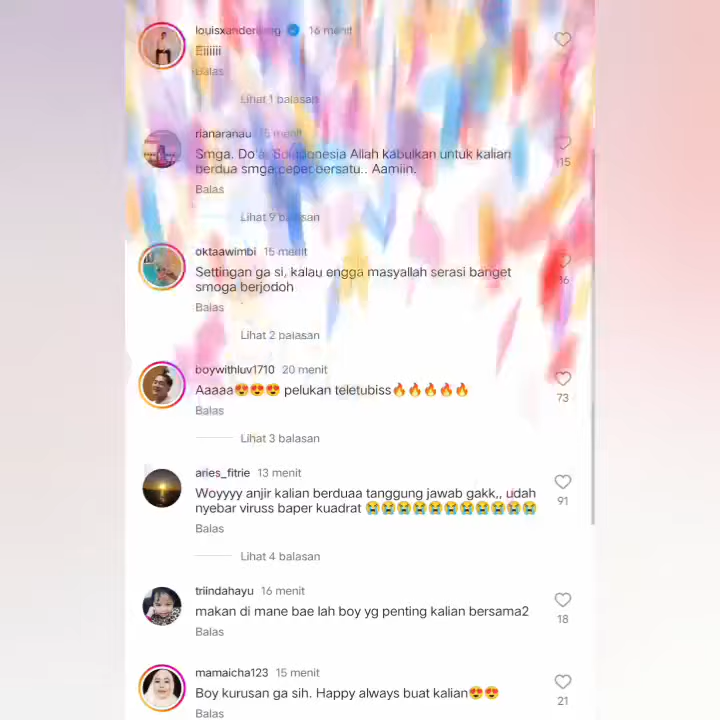 louisxanderlang 16 menit
Eiiiiii
Balas
Lihat 1 balasan
rianaranau 15 menit
Smga. Do'a. Indonesia Allah kabulkan untuk kalian
berdua smga beper bersatu.. Aamiin.
15
Balas
Lihat 9 balasan
oktaawimbi 15 menit
Settingan ga si, kalau engga masyallah serasi banget
smoga berjodoh
36
Balas
Lihat 2 balasan
boywithluv1710 20 menit
Aaaaa😍😍😍 pelukan teletubiss🔥🔥🔥🔥🔥
73
Balas
Lihat 3 balasan
aries_fitrie 13 menit
Woyyyy anjir kalian berduaa tanggung jawab gakk,, udah
nyebar viruss baper kuadrat 😭😭😭😭😭😭😭😭😭😭😭
91
Balas
Lihat 4 balasan
triindahayu 16 menit
makan di mane bae lah boy yg penting kalian bersama2
18
Balas
mamaicha123 15 menit
Boy kurusan ga sih. Happy always buat kalian😍😍
21
Balas